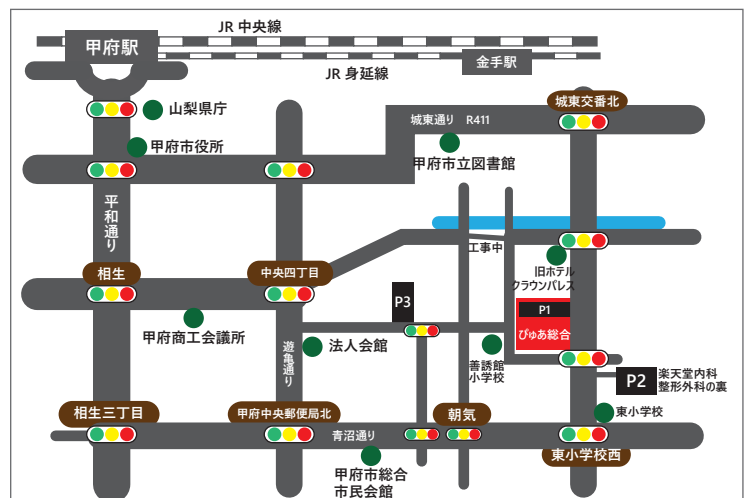 JR 中央線
甲府駅
金手駅
JR 身延線
山梨県庁
城東交番北
城東通り R411
甲府市役所
甲府市立図書館
平和通り
工事中
相生
中央四丁目
旧ホテル
クラウンパレス
P3
P1
ぴゅあ総合
甲府商工会議所
遊亀通り
法人会館
善誘館
小学校
P2
楽天堂内科
整形外科の裏
相生三丁目
甲府中央郵便局北
朝気
東小学校
青沼通り
東小学校西
甲府市総合
市民会館